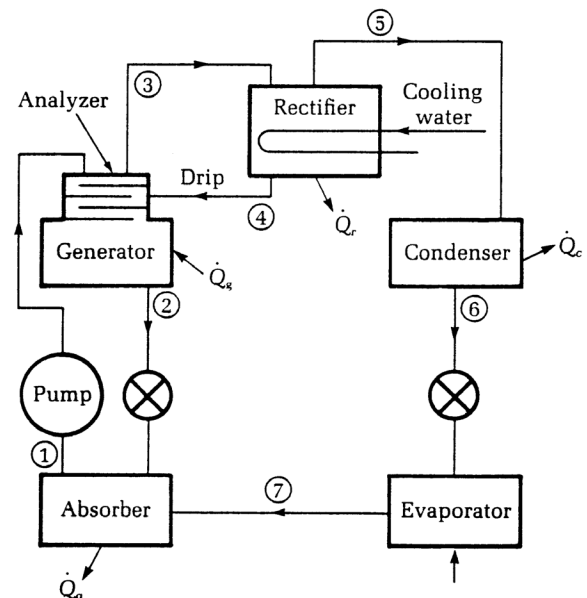 ⑤
③
Analyzer
Rectifier
Cooling
water
Drip
④
Q̇r
Generator
Q̇g
Condenser
Q̇c
②
⑥
Pump
①
⑦
Absorber
Evaporator
Q̇a